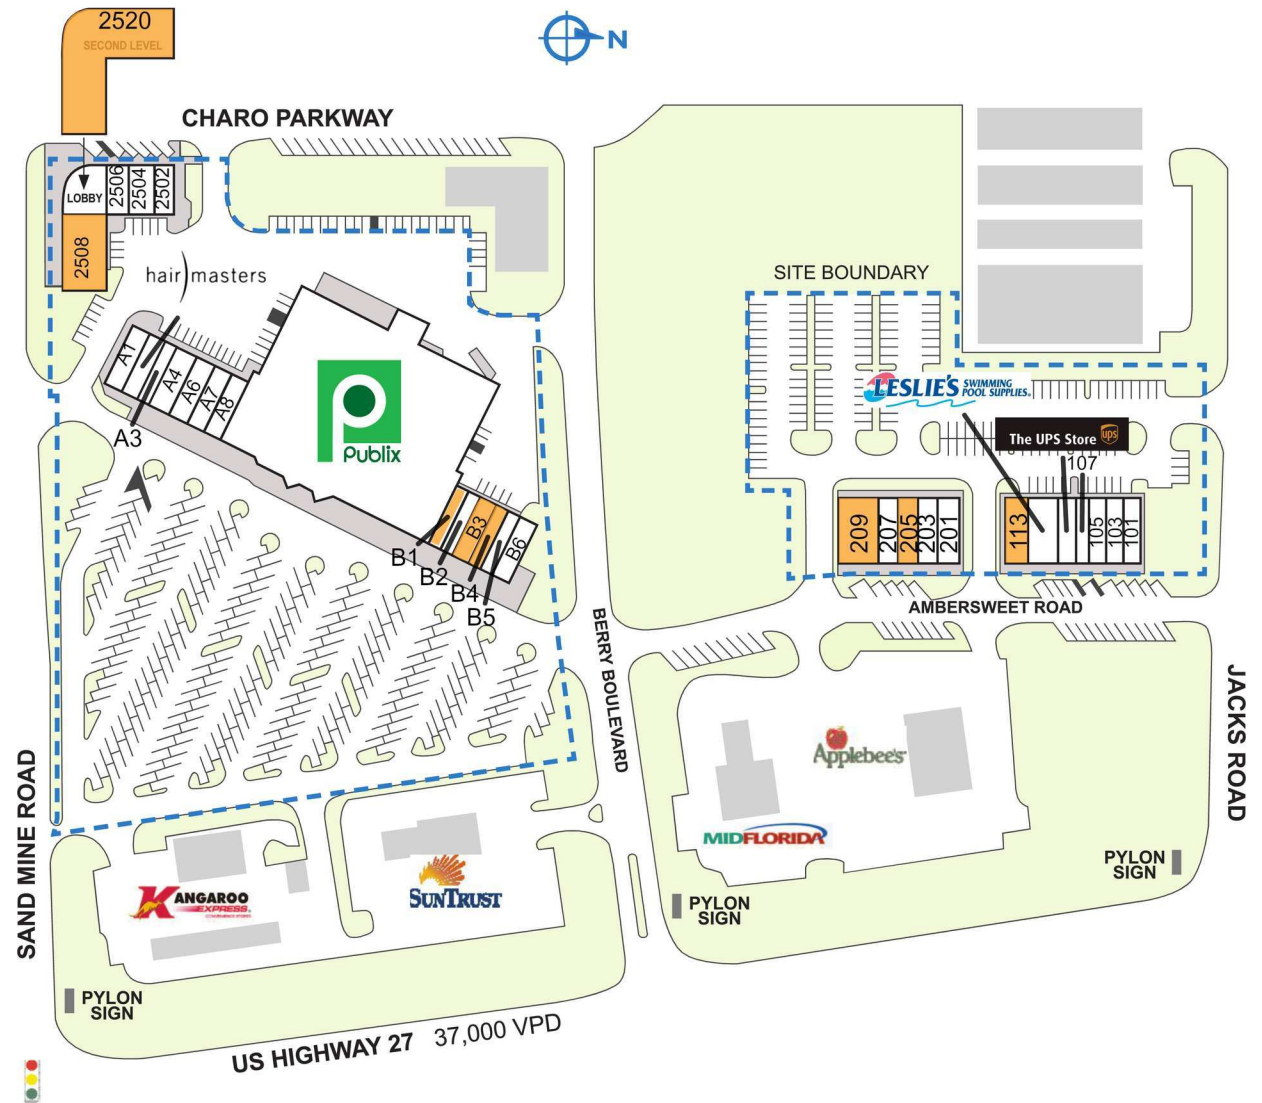 2520
SECOND LEVEL
N
CHARO PARKWAY
LOBBY
2506
2504
2502
2508
hair masters
SITE BOUNDARY
A1
A4
A6
A7
A8
A3
Publix
LESLIE'S SWIMMING
POOL SUPPLIES.
The UPS Store ups
107
B1
B2
B3
B4
B5
B6
209
207
205
203
201
113
105
103
101
AMBERSWEET ROAD
BERRY BOULEVARD
JACKS ROAD
SAND MINE ROAD
Applebee's
MIDFLORIDA
KANGAROO
EXPRESS
SUNTRUST
PYLON
SIGN
PYLON
SIGN
PYLON
SIGN
US HIGHWAY 27 37,000 VPD